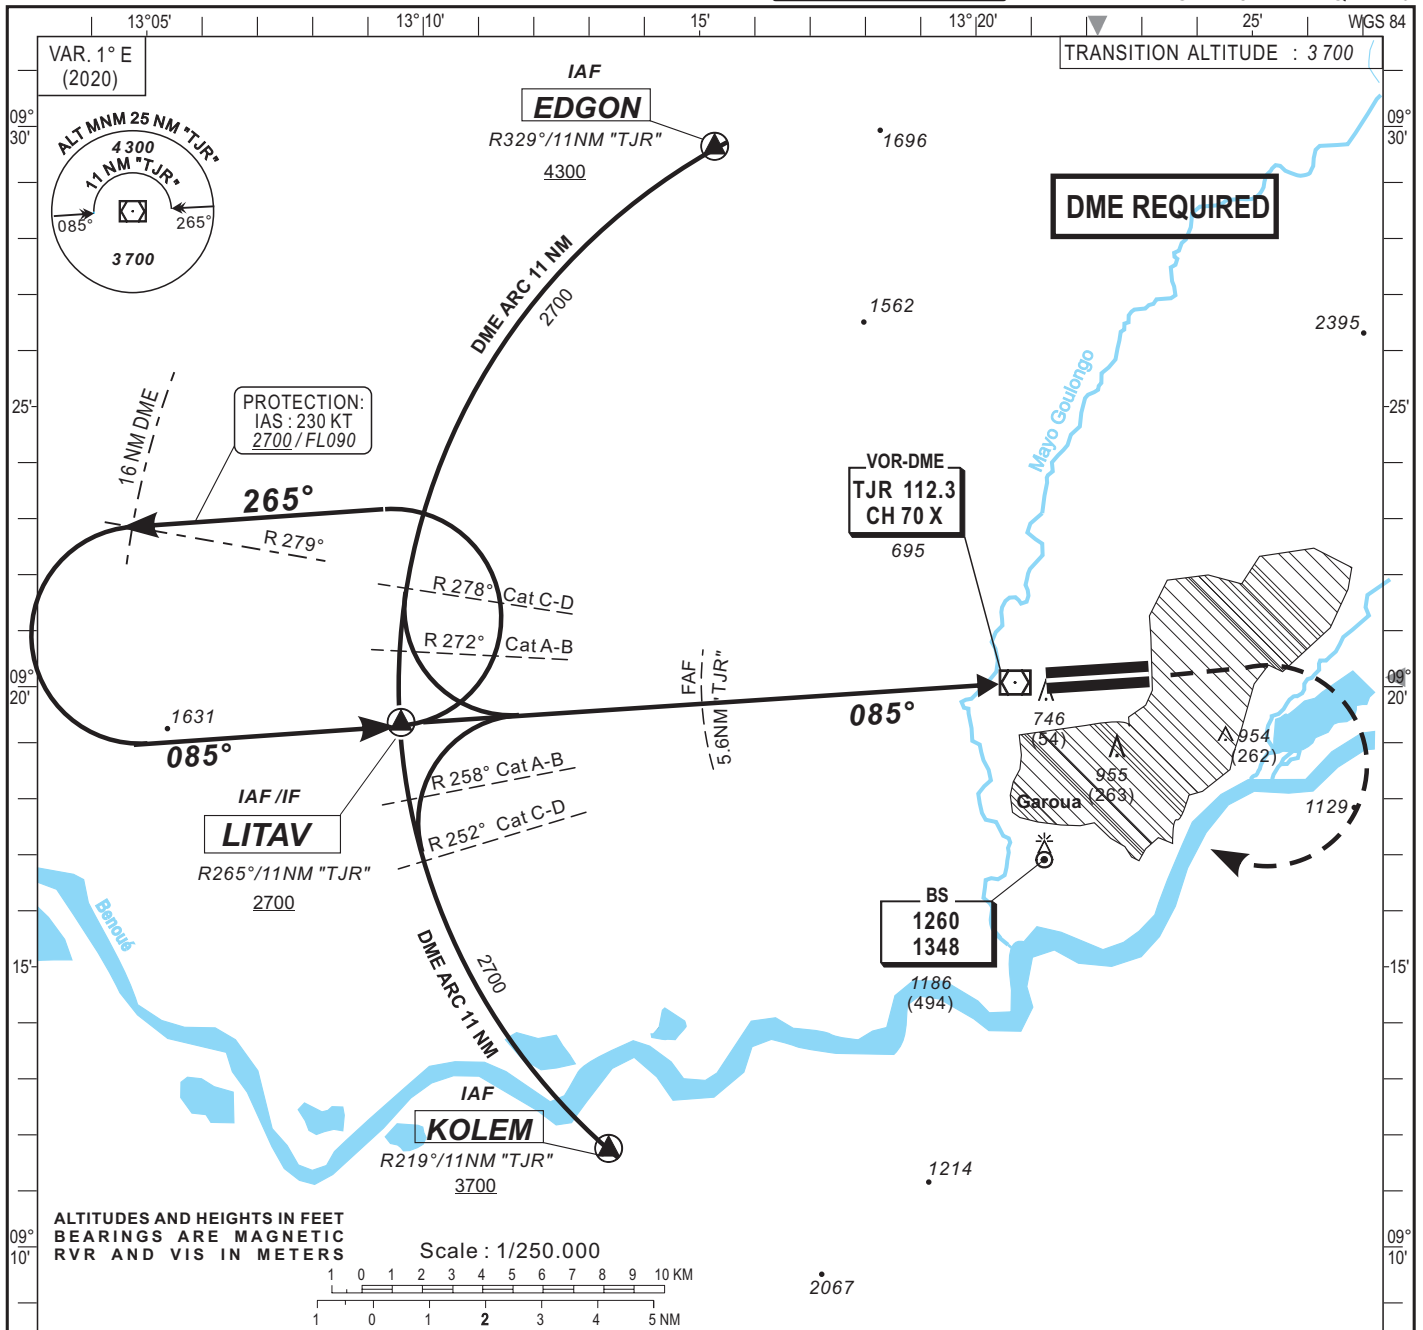 13°05'
13°10'
15'
13°20'
25'
WGS 84
VAR. 1° E
(2020)
TRANSITION ALTITUDE : 3 700
09°
30'
09°
30'
ALT MNM 25 NM "TJR"
4 300
11 NM "TJR"
085°
265°
3 700
IAF
EDGON
R329°/11NM "TJR"
4300
1696
DME REQUIRED
DME ARC 11 NM
2700
1562
2395
Mayo Goulongo
25'
25'
16 NM DME
PROTECTION:
IAS : 230 KT
2700 / FL090
265°
R 279°
VOR-DME
TJR 112.3
CH 70 X
695
R 278° Cat C-D
R 272° Cat A-B
FAF
5.6NM "TJR"
09°
20'
09°
20'
1631
085°
085°
746
(54)
954
(262)
955
(263)
Garoua
1129
R 258° Cat A-B
R 252° Cat C-D
IAF /IF
LITAV
R265°/11NM "TJR"
2700
Benoué
BS
1260
1348
1186
(494)
15'
15'
DME ARC 11 NM
2700
IAF
KOLEM
R219°/11NM "TJR"
3700
1214
ALTITUDES AND HEIGHTS IN FEET
BEARINGS ARE MAGNETIC
RVR AND VIS IN METERS
09°
10'
09°
10'
Scale : 1/250.000
1 0 1 2 3 4 5 6 7 8 9 10 KM
1 0 1 2 3 4 5 NM
2067